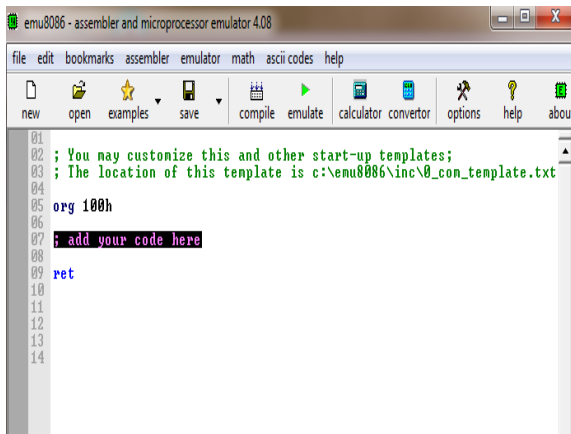 emu8086 - assembler and microprocessor emulator 4.08
file edit bookmarks assembler emulator math ascii codes help
new open examples save compile emulate calculator convertor options help abou
01
02 ; You may customize this and other start-up templates;
03 ; The location of this template is c:\emu8086\inc\0_com_template.txt
04
05 org 100h
06
07 ; add your code here
08
09 ret
10
11
12
13
14